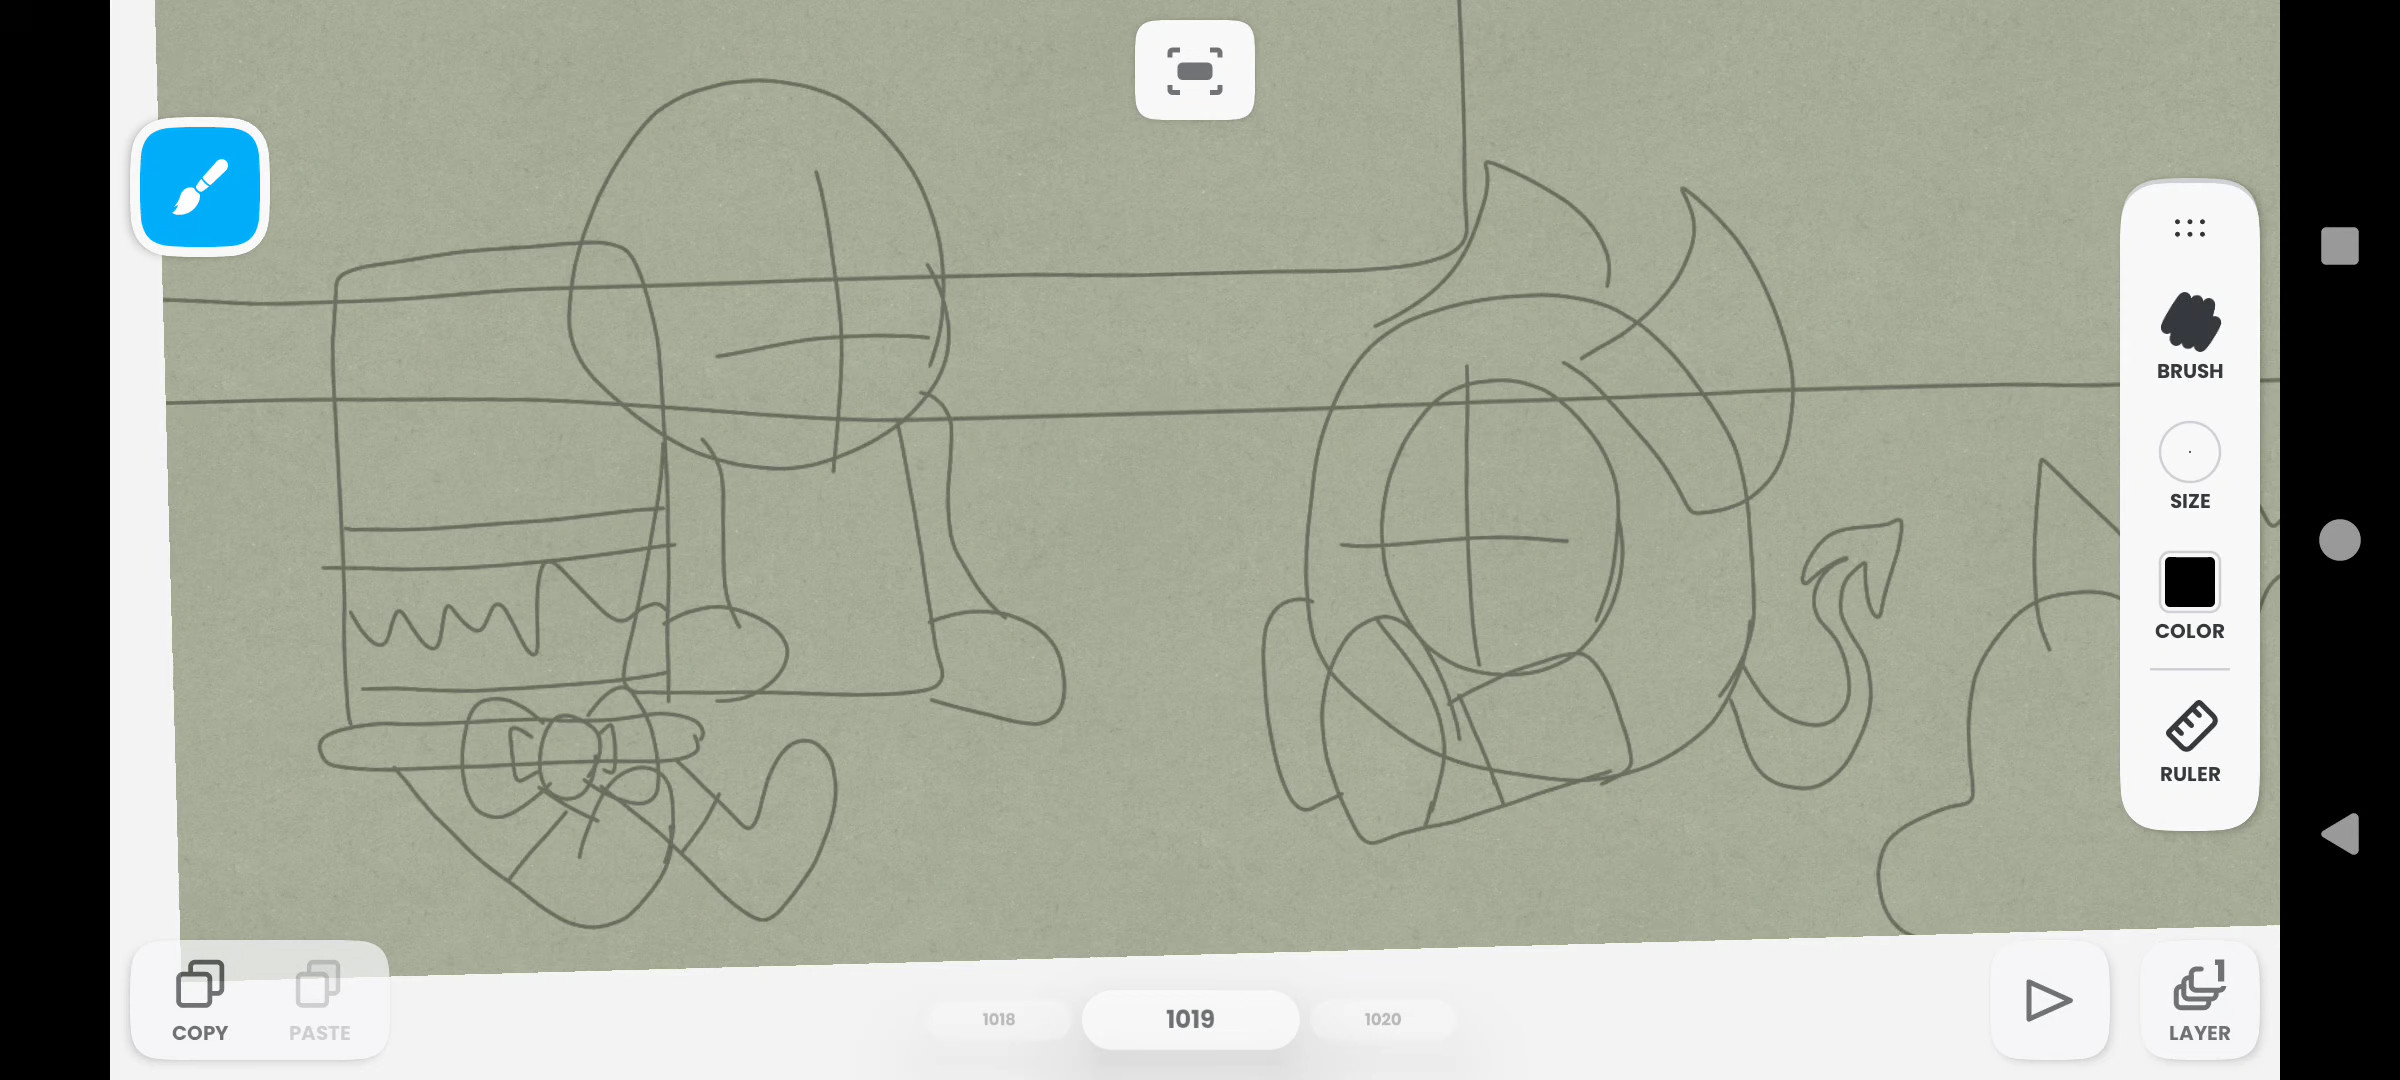 BRUSH
SIZE
COLOR
RULER
COPY
PASTE
1018
1019
1020
1
LAYER